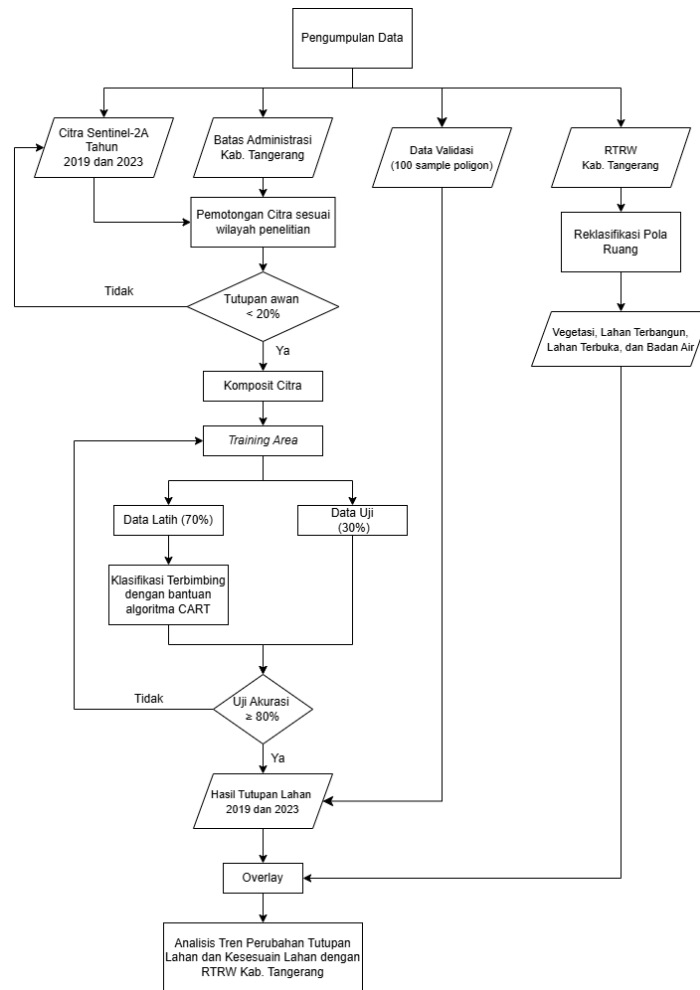 Pengumpulan Data
Citra Sentinel-2A
Tahun
2019 dan 2023
Batas Administrasi
Kab. Tangerang
Data Validasi
(100 sample poligon)
RTRW
Kab. Tangerang
Pemotongan Citra sesuai
wilayah penelitian
Reklasifikasi Pola
Ruang
Tidak
Tutupan awan
< 20%
Ya
Vegetasi, Lahan Terbangun,
Lahan Terbuka, dan Badan Air
Komposit Citra
Training Area
Data Latih (70%)
Data Uji
(30%)
Klasifikasi Terbimbing
dengan bantuan
algoritma CART
Tidak
Uji Akurasi
≥ 80%
Ya
Hasil Tutupan Lahan
2019 dan 2023
Overlay
Analisis Tren Perubahan Tutupan
Lahan dan Kesesuain Lahan dengan
RTRW Kab. Tangerang